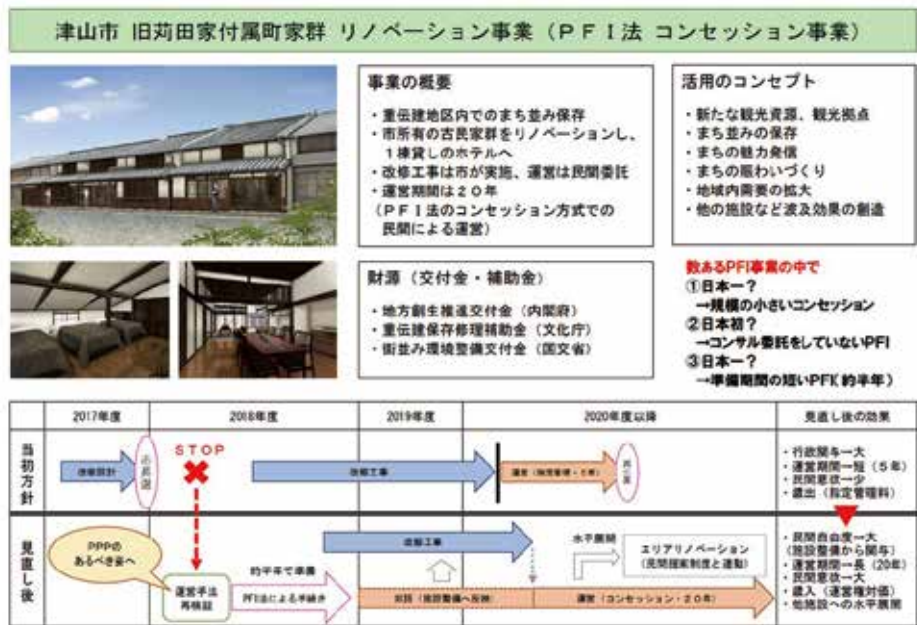 津山市 旧苅田家付属町家群 リノベーション事業（ＰＦＩ法 コンセッション事業）
事業の概要
・重伝建地区内でのまち並み保存
・市所有の古民家群をリノベーションし、
１棟貸しのホテルへ
・改修工事は市が実施、運営は民間委託
・運営期間は２０年
（ＰＦＩ法のコンセッション方式での
民間による運営）
活用のコンセプト
・新たな観光資源、観光拠点
・まち並みの保存
・まちの魅力発信
・まちの賑わいづくり
・地域内需要の拡大
・他の施設など波及効果の創造
財源（交付金・補助金）
・地方創生推進交付金（内閣府）
・重伝建保存修理補助金（文化庁）
・街並み環境整備交付金（国交省）
数あるPFI事業の中で
①日本一？
→規模の小さいコンセッション
②日本初？
→コンサル委託をしていないPFI
③日本一？
→準備期間の短いPFI（約半年）
2017年度
2018年度
2019年度
2020年度以降
見直し後の効果
当初方針
改修設計
STOP
改修工事
運営（指定管理・５年）
再公募
・行政関与－大
・運営期間－短（５年）
・民間意欲－少
・歳出（指定管理料）
見直し後
PPPの
あるべき姿へ
運営手法
再検証
約半年で準備
PFI法による手続き
改修工事
対話（施設整備へ反映）
水平展開
エリアリノベーション
（民間提案制度と連動）
運営（コンセッション・２０年）
・民間自由度－大
（施設整備から関与）
・運営期間－長（20年）
・民間意欲－大
・歳入（運営権対価）
・他施設への水平展開